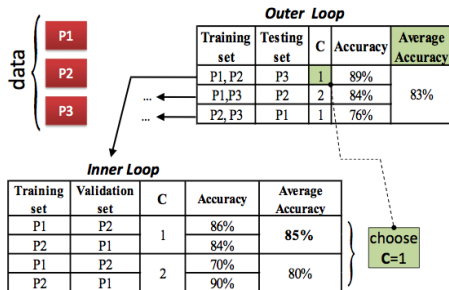 Outer Loop
data
P1
P2
P3
Training set Testing set C Accuracy Average Accuracy
P1, P2 P3 1 89% 83%
... P1,P3 P2 2 84%
... P2, P3 P1 1 76%
Inner Loop
Training set Validation set C Accuracy Average Accuracy
P1 P2 1 86% 85%
P2 P1 84%
P1 P2 2 70% 80%
P2 P1 90%
choose
C=1